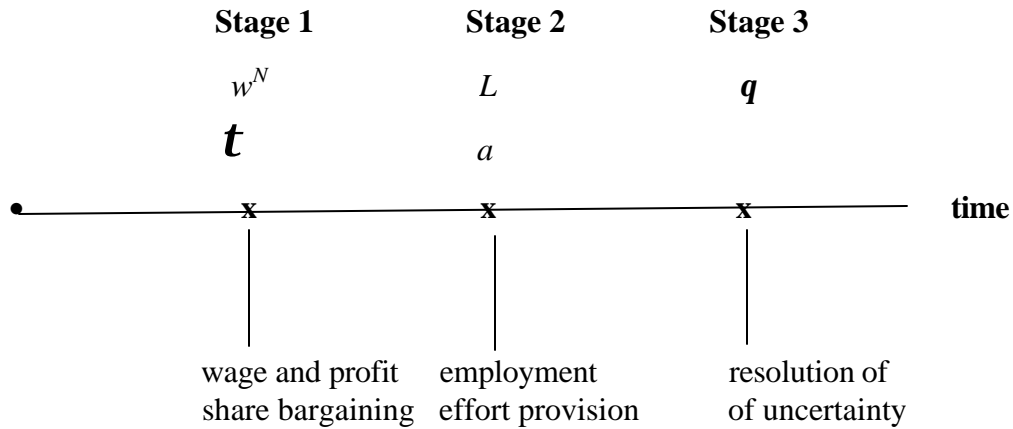 Stage 1 Stage 2 Stage 3
w^N L q
t a
x x x time
wage and profit employment resolution of
share bargaining effort provision of uncertainty